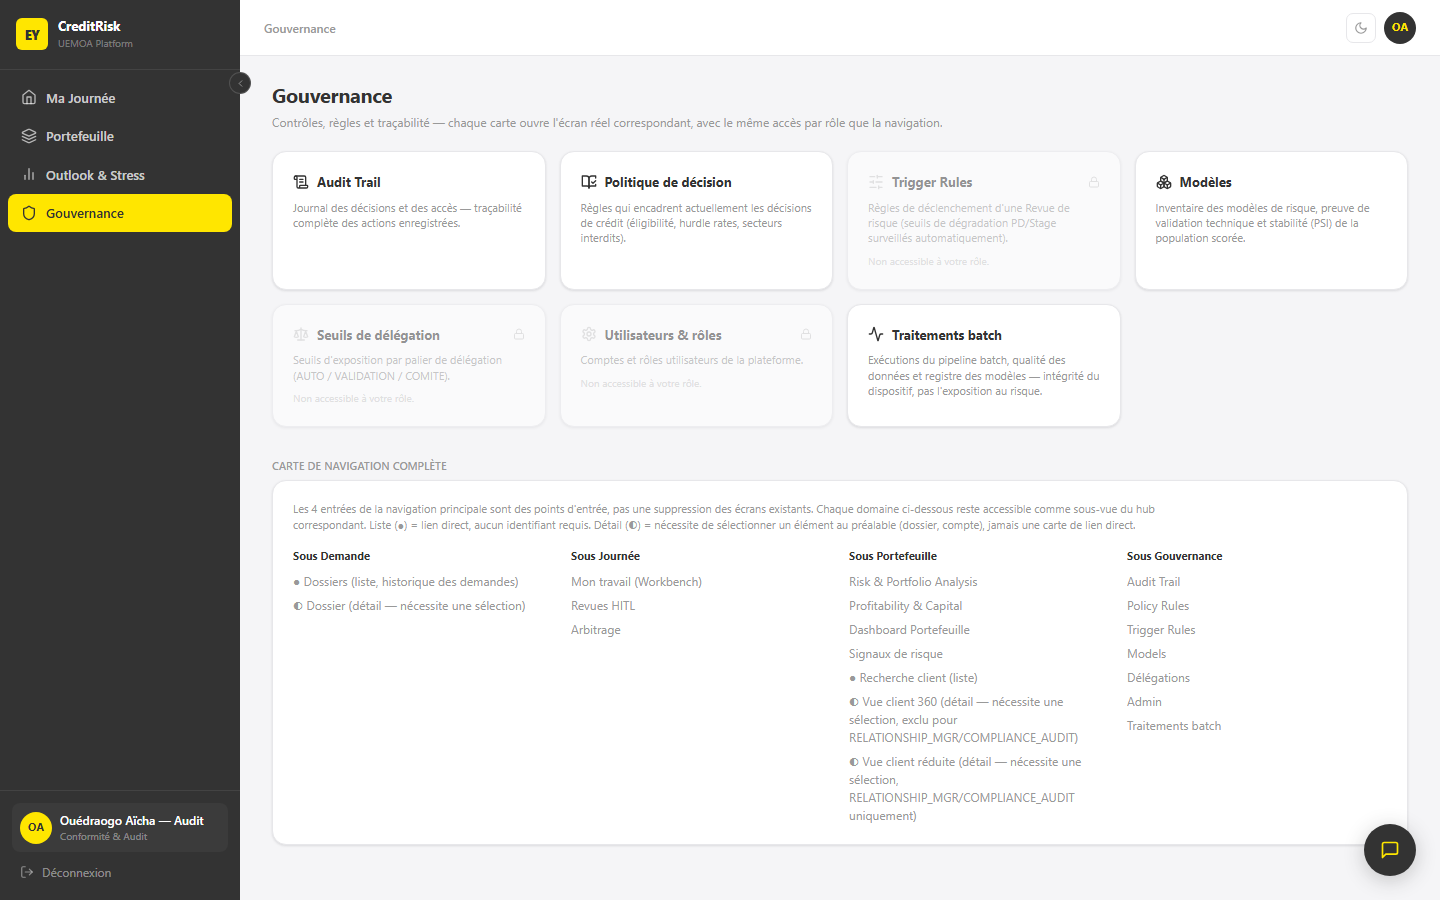 EY
CreditRisk
UEMOA Platform
Ma Journée
Portefeuille
Outlook & Stress
Gouvernance
Ouédraogo Aïcha — Audit
OA
Conformité & Audit
Déconnexion
Gouvernance
OA
Gouvernance
Contrôles, règles et traçabilité — chaque carte ouvre l'écran réel correspondant, avec le même accès par rôle que la navigation.
Audit Trail
Journal des décisions et des accès — traçabilité
complète des actions enregistrées.
Politique de décision
Règles qui encadrent actuellement les décisions
de crédit (éligibilité, hurdle rates, secteurs
interdits).
Trigger Rules
Règles de déclenchement d'une Revue de
risque (seuils de dégradation PD/Stage
surveillés automatiquement).
Non accessible à votre rôle.
Modèles
Inventaire des modèles de risque, preuve de
validation technique et stabilité (PSI) de la
population scorée.
Seuils de délégation
Seuils d'exposition par palier de délégation
(AUTO / VALIDATION / COMITE).
Non accessible à votre rôle.
Utilisateurs & rôles
Comptes et rôles utilisateurs de la plateforme.
Non accessible à votre rôle.
Traitements batch
Exécutions du pipeline batch, qualité des
données et registre des modèles — intégrité du
dispositif, pas l'exposition au risque.
CARTE DE NAVIGATION COMPLÈTE
Les 4 entrées de la navigation principale sont des points d'entrée, pas une suppression des écrans existants. Chaque domaine ci-dessous reste accessible comme sous-vue du hub
correspondant. Liste (●) = lien direct, aucun identifiant requis. Détail (◐) = nécessite de sélectionner un élément au préalable (dossier, compte), jamais une carte de lien direct.
Sous Demande
● Dossiers (liste, historique des demandes)
◐ Dossier (détail — nécessite une sélection)
Sous Journée
Mon travail (Workbench)
Revues HITL
Arbitrage
Sous Portefeuille
Risk & Portfolio Analysis
Profitability & Capital
Dashboard Portefeuille
Signaux de risque
● Recherche client (liste)
◐ Vue client 360 (détail — nécessite une
sélection, exclu pour
RELATIONSHIP_MGR/COMPLIANCE_AUDIT)
◐ Vue client réduite (détail — nécessite une
sélection,
RELATIONSHIP_MGR/COMPLIANCE_AUDIT
uniquement)
Sous Gouvernance
Audit Trail
Policy Rules
Trigger Rules
Models
Délégations
Admin
Traitements batch